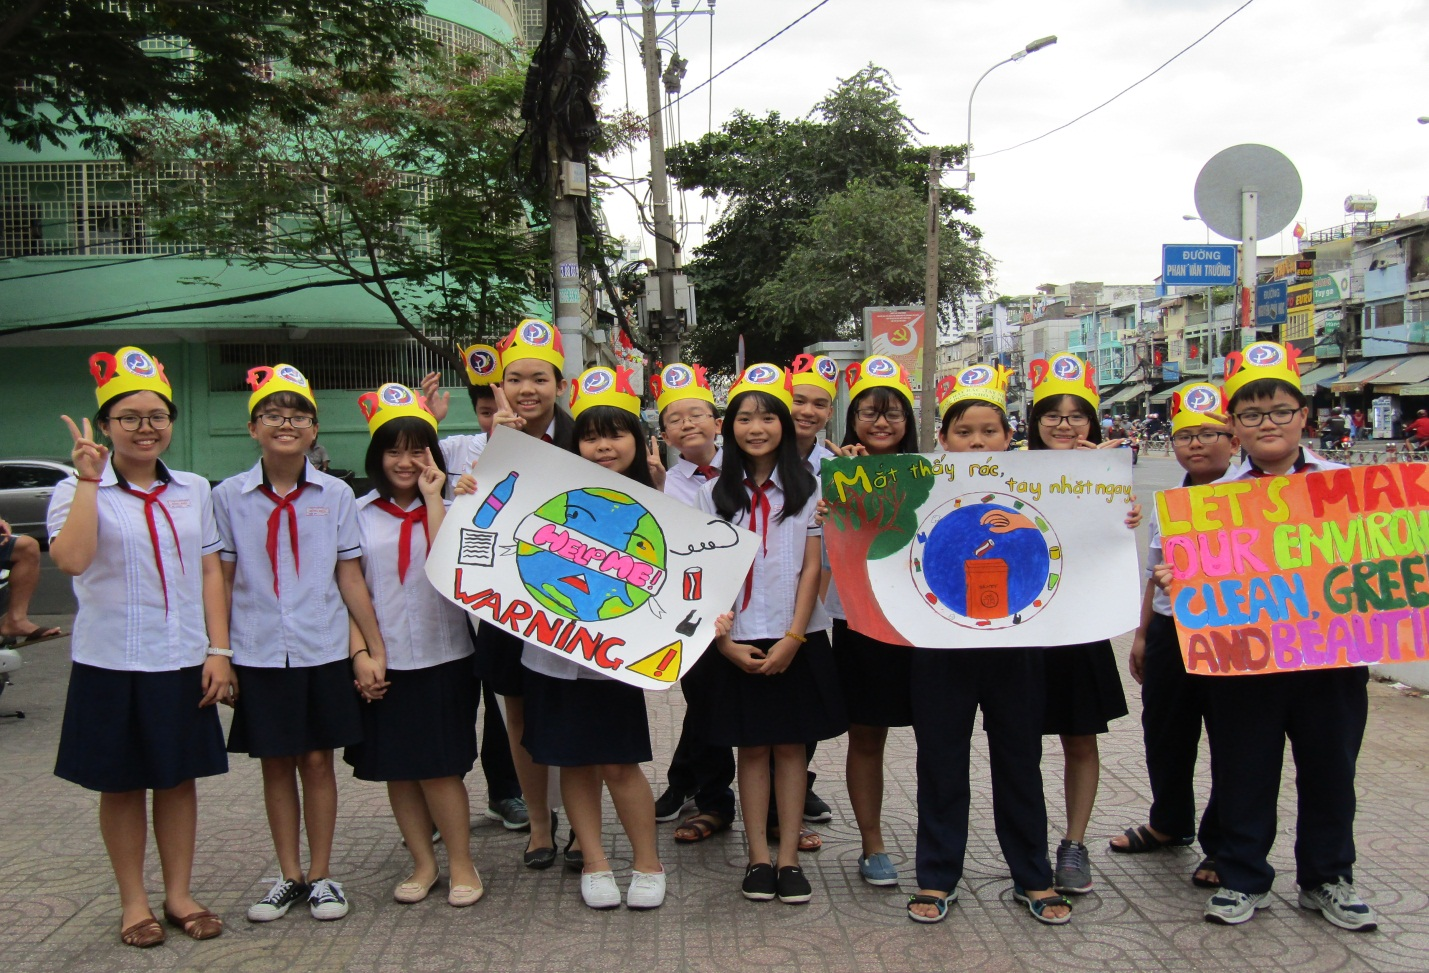 ĐƯỜNG
PHAN VĂN TRƯỜNG
ĐƯỜNG
HELP ME!
WARNING
!
Mắt thấy rác,
tay nhặt ngay
LET'S MAK
OUR ENVIRON
CLEAN, GREE
AND BEAUTI